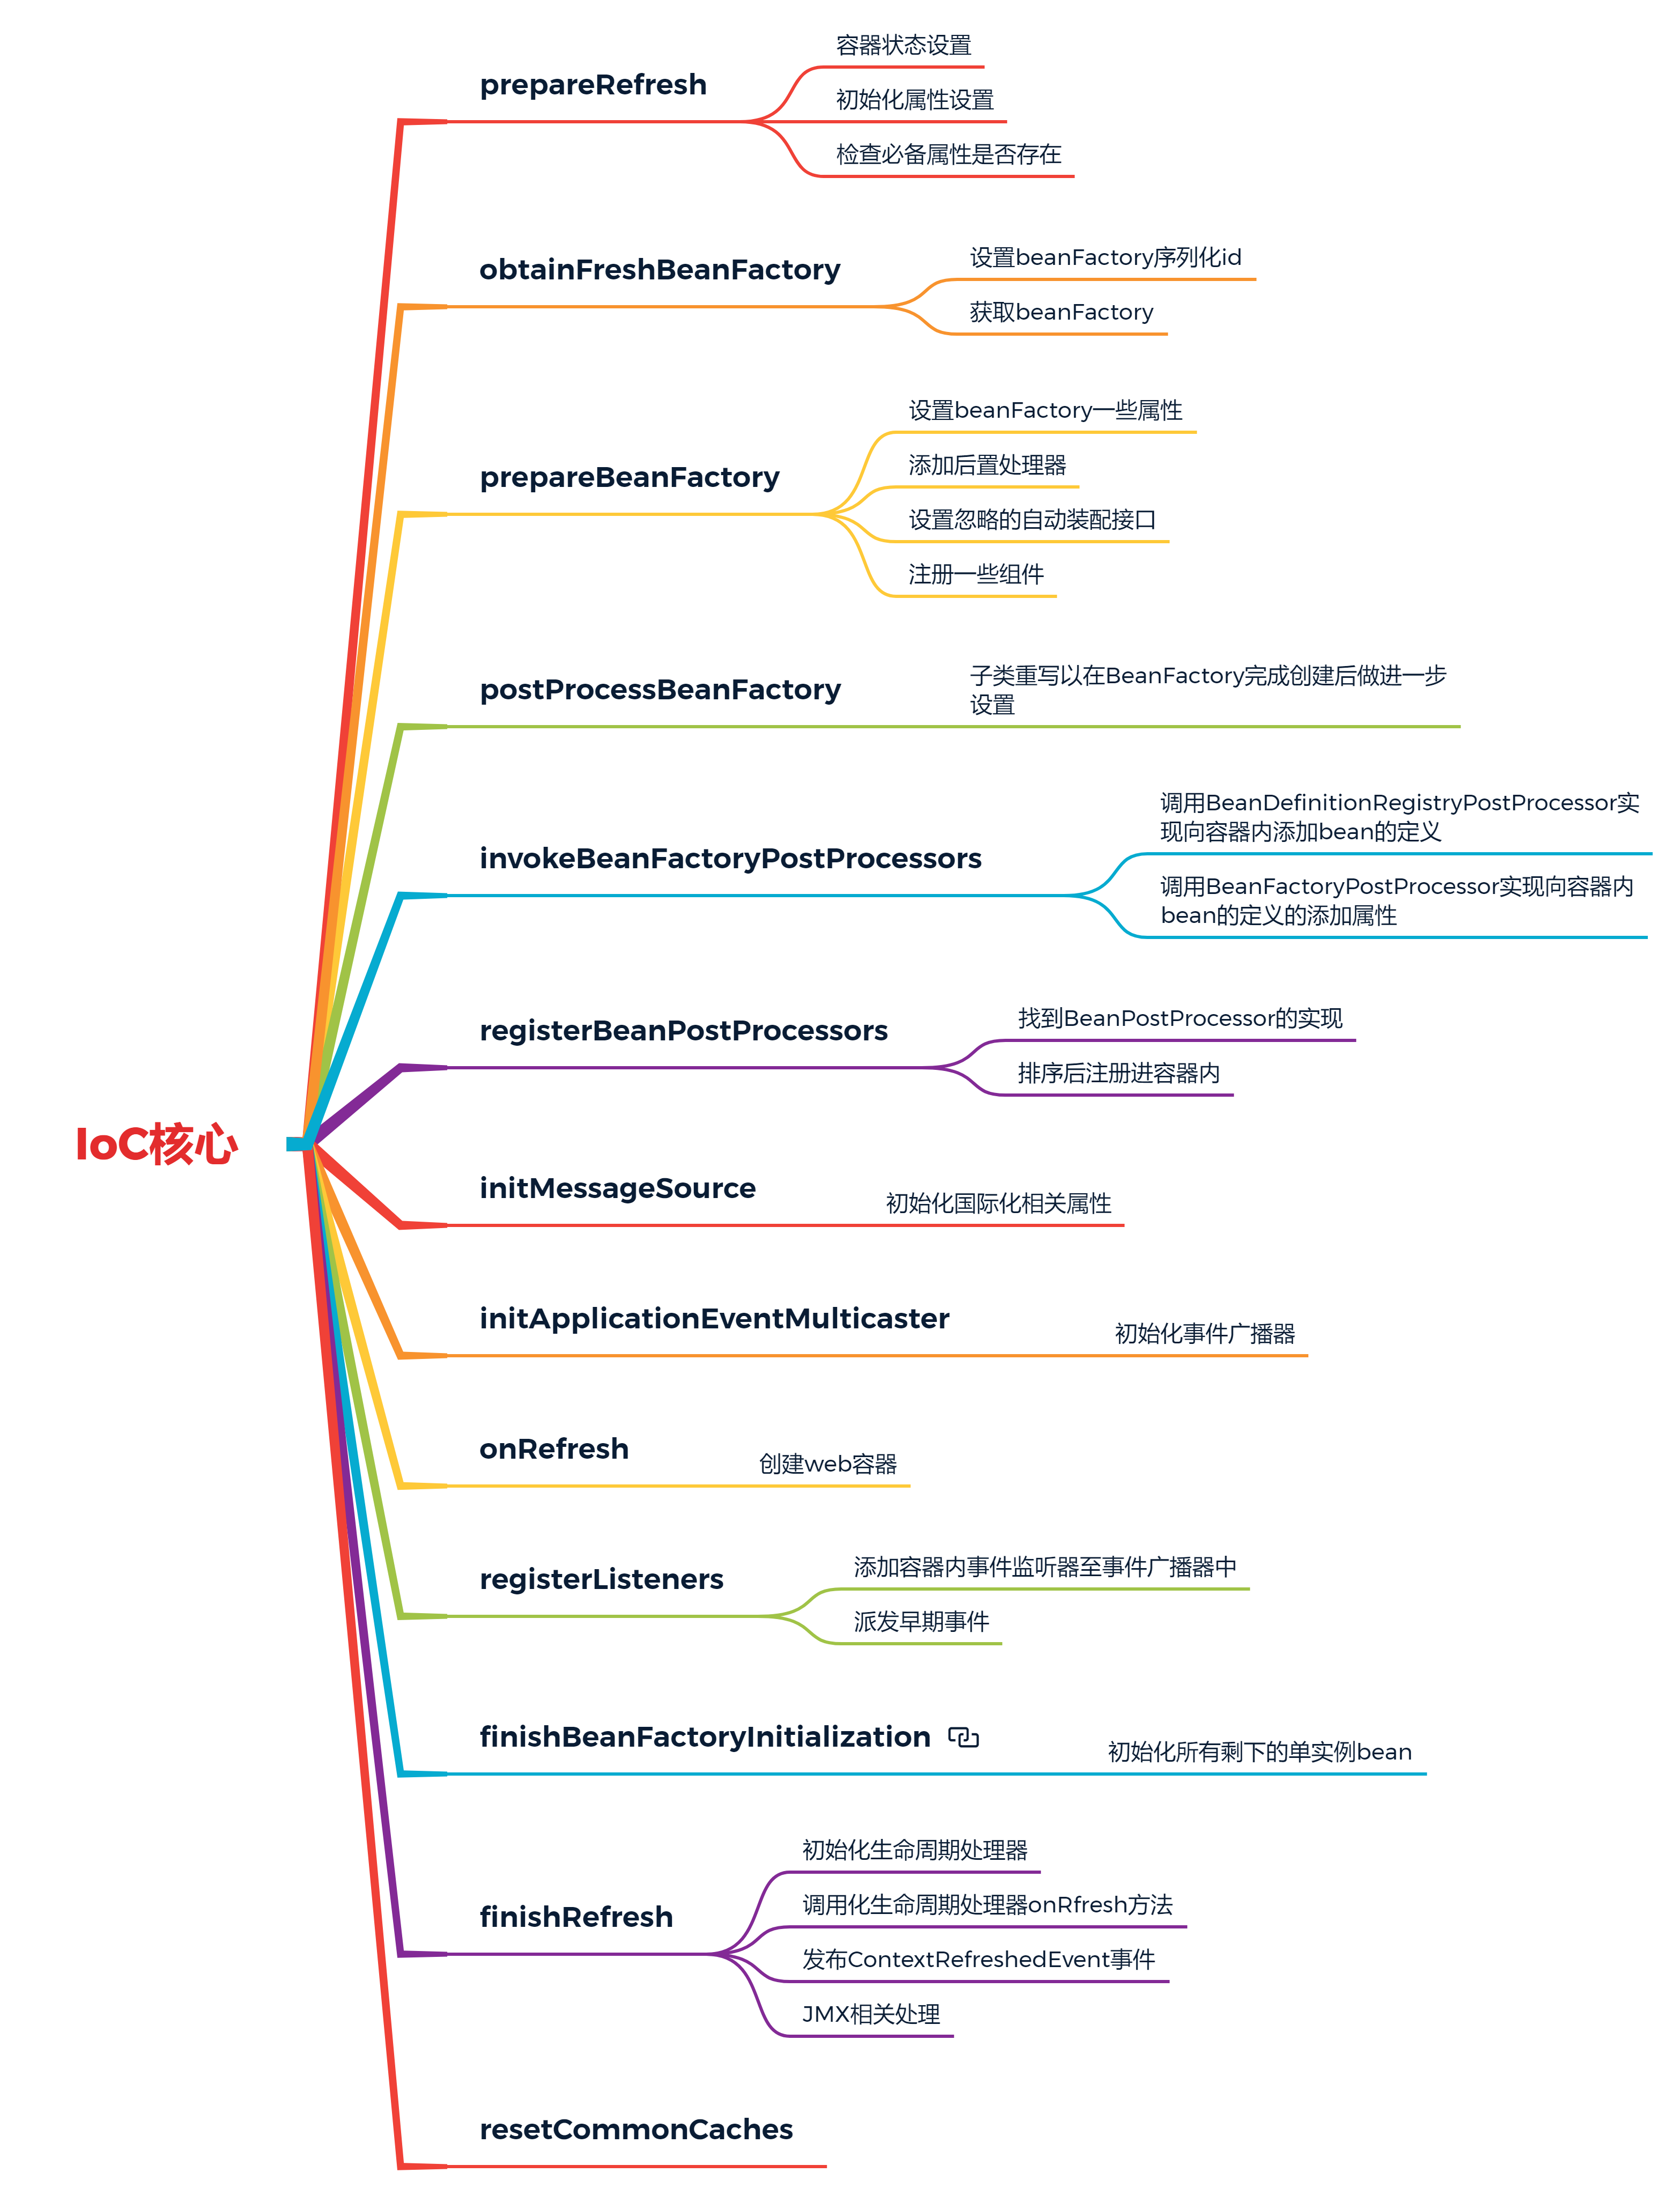 IoC核心
prepareRefresh
容器状态设置
初始化属性设置
检查必备属性是否存在
obtainFreshBeanFactory
设置beanFactory序列化id
获取beanFactory
prepareBeanFactory
设置beanFactory一些属性
添加后置处理器
设置忽略的自动装配接口
注册一些组件
postProcessBeanFactory
子类重写以在BeanFactory完成创建后做进一步
设置
invokeBeanFactoryPostProcessors
调用BeanDefinitionRegistryPostProcessor实
现向容器内添加bean的定义
调用BeanFactoryPostProcessor实现向容器内
bean的定义的添加属性
registerBeanPostProcessors
找到BeanPostProcessor的实现
排序后注册进容器内
initMessageSource
初始化国际化相关属性
initApplicationEventMulticaster
初始化事件广播器
onRefresh
创建web容器
registerListeners
添加容器内事件监听器至事件广播器中
派发早期事件
finishBeanFactoryInitialization
初始化所有剩下的单实例bean
finishRefresh
初始化生命周期处理器
调用化生命周期处理器onRfresh方法
发布ContextRefreshedEvent事件
JMX相关处理
resetCommonCaches